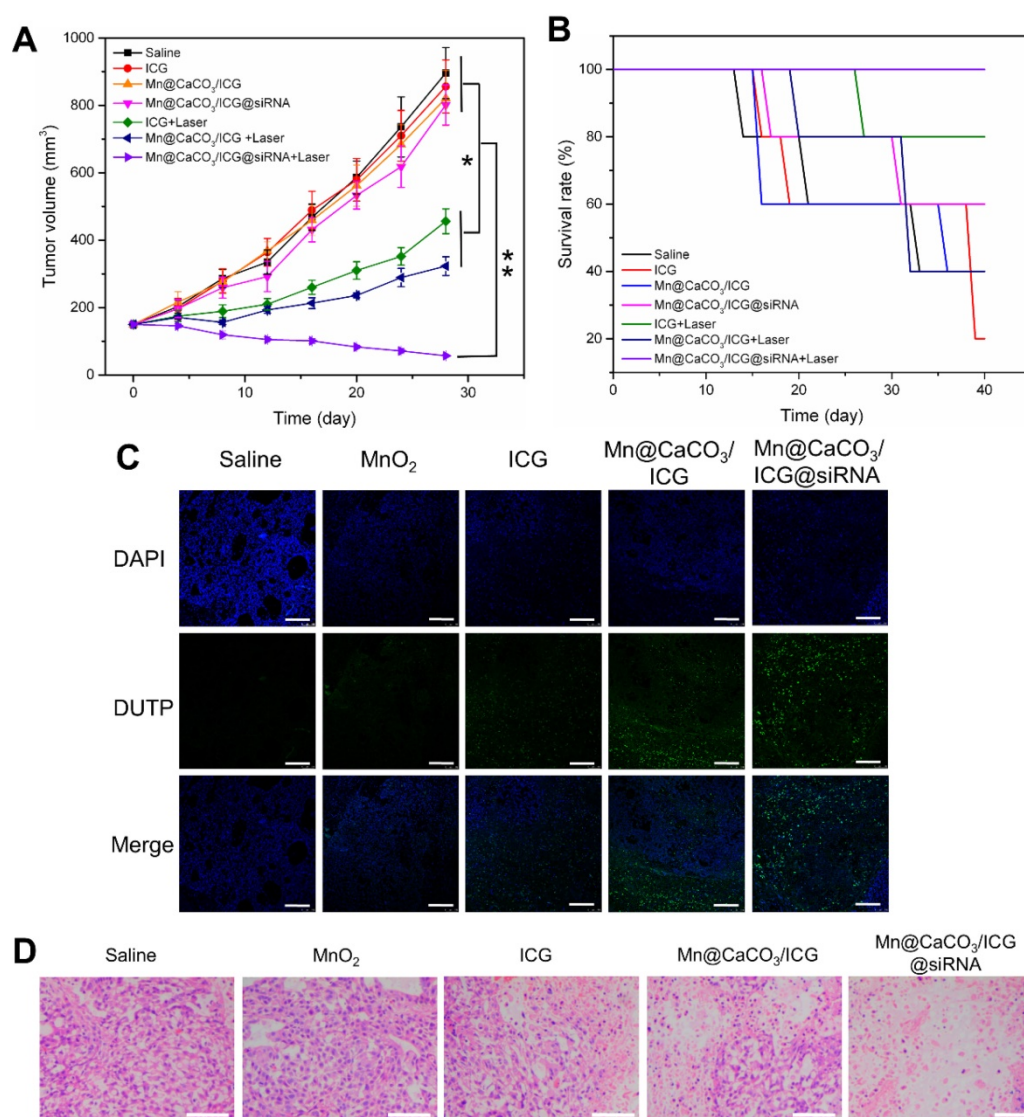 A
Tumor volume (mm³)
1000
800
600
400
200
0
0
10
20
30
Time (day)
Saline
ICG
Mn@CaCO₃/ICG
Mn@CaCO₃/ICG@siRNA
ICG+Laser
Mn@CaCO₃/ICG +Laser
Mn@CaCO₃/ICG@siRNA+Laser
*
**
B
Survival rate (%)
100
80
60
40
20
0
10
20
30
40
Time (day)
Saline
ICG
Mn@CaCO₃/ICG
Mn@CaCO₃/ICG@siRNA
ICG+Laser
Mn@CaCO₃/ICG+Laser
Mn@CaCO₃/ICG@siRNA+Laser
C
Saline
MnO₂
ICG
Mn@CaCO₃/
ICG
Mn@CaCO₃/
ICG@siRNA
DAPI
DUTP
Merge
D
Saline
MnO₂
ICG
Mn@CaCO₃/ICG
Mn@CaCO₃/ICG
@siRNA